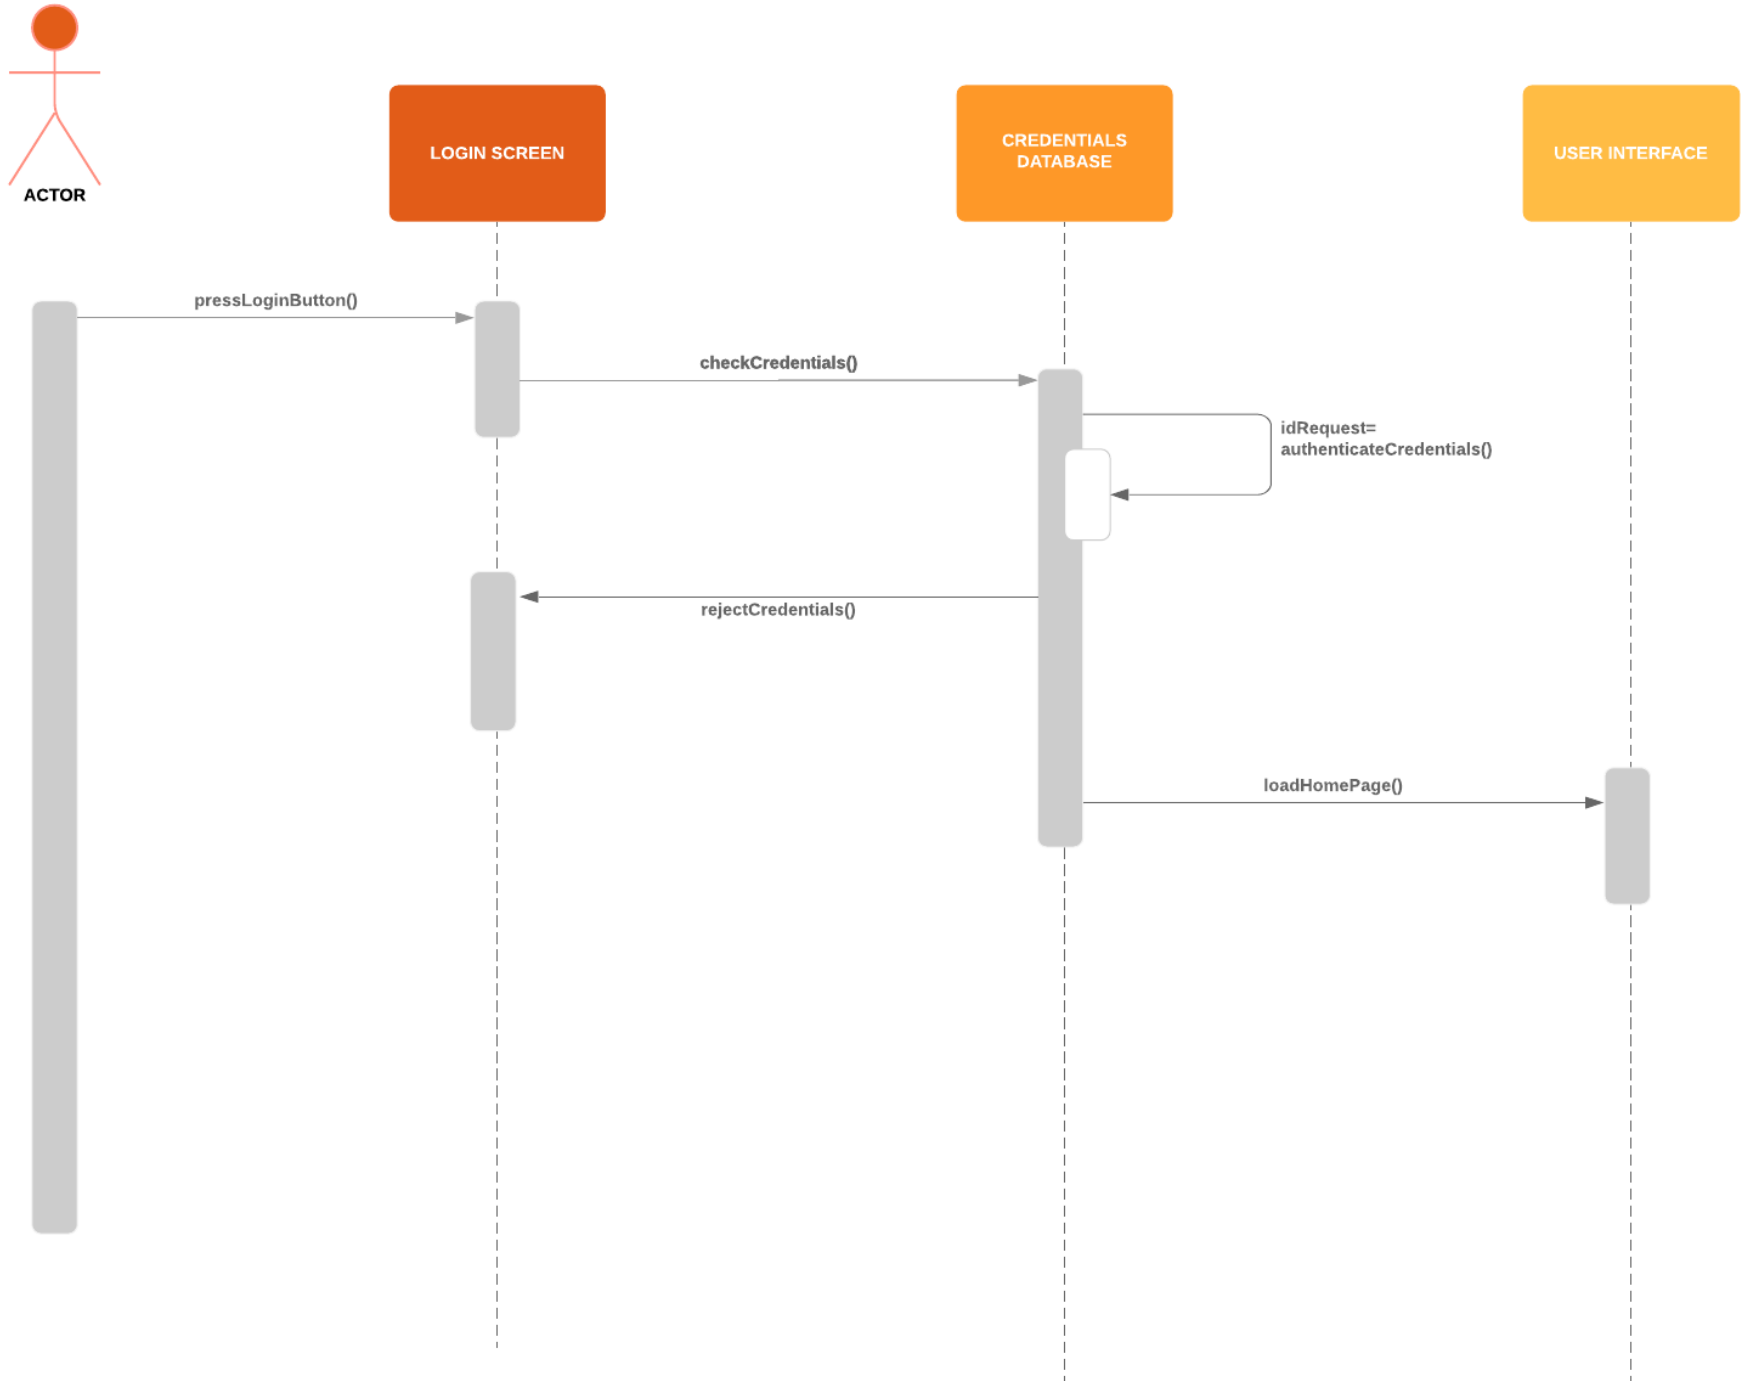 ACTOR
LOGIN SCREEN
CREDENTIALS
DATABASE
USER INTERFACE
pressLoginButton()
checkCredentials()
idRequest=
authenticateCredentials()
rejectCredentials()
loadHomePage()